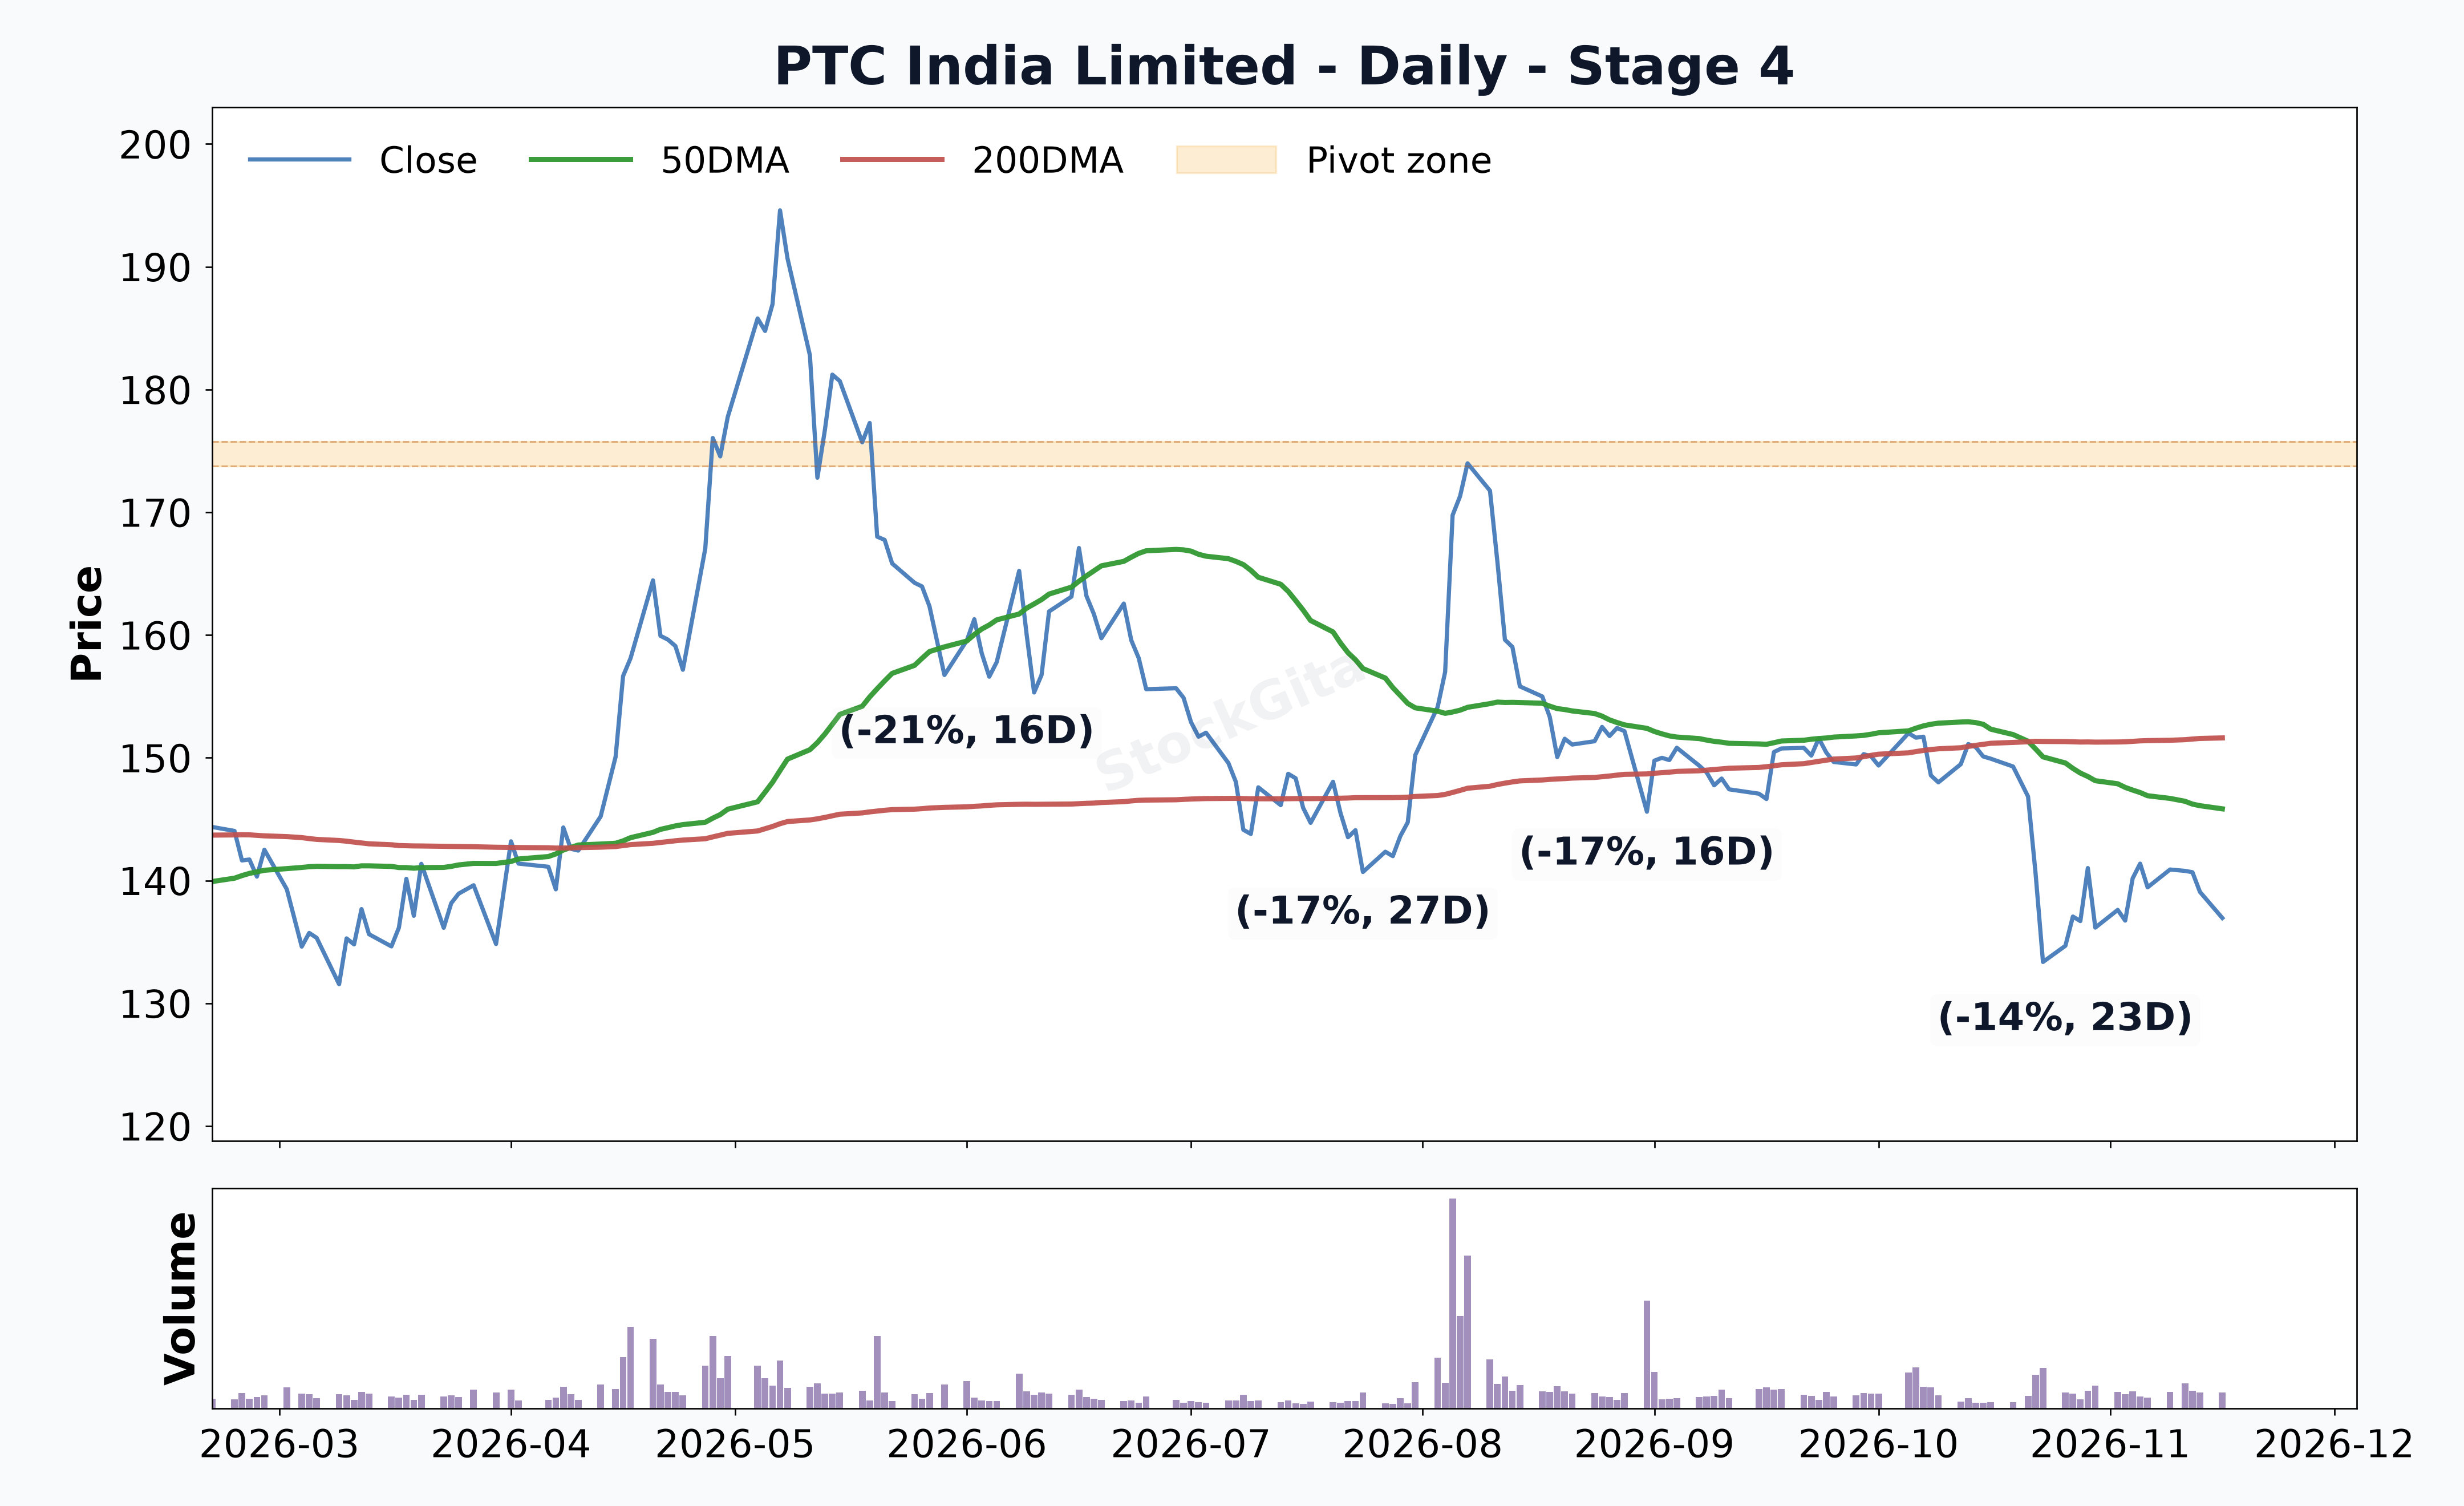 PTC India Limited - Daily - Stage 4
Close
50DMA
200DMA
Pivot zone
Price
200
190
180
170
160
150
140
130
120
StockGita
(-21%, 16D)
(-17%, 27D)
(-17%, 16D)
(-14%, 23D)
Volume
2026-03
2026-04
2026-05
2026-06
2026-07
2026-08
2026-09
2026-10
2026-11
2026-12